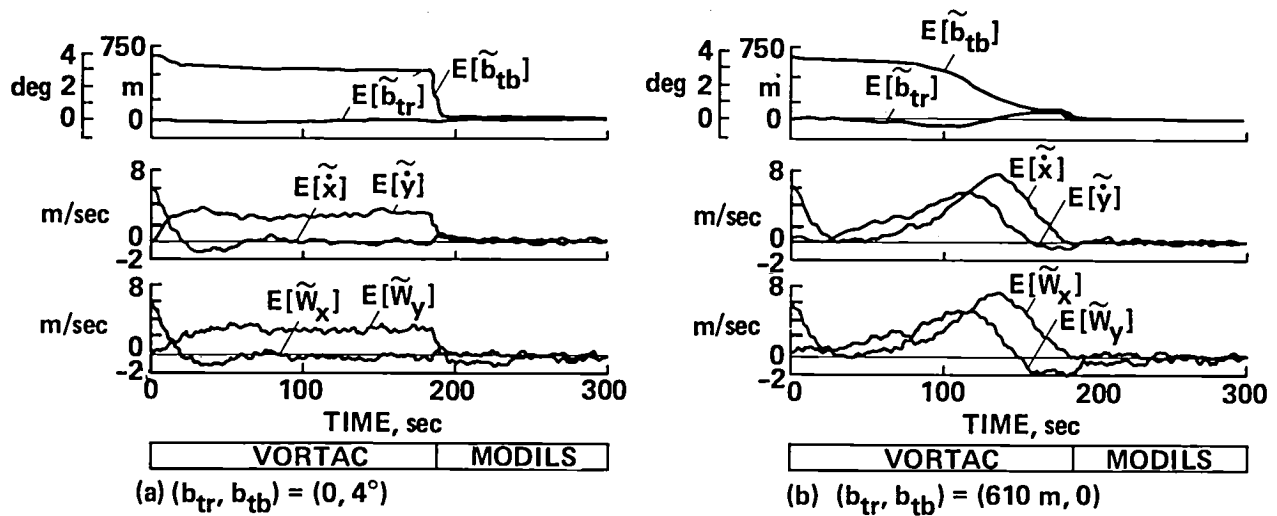 4 750 E[b̃tb]
deg 2 m E[b̃tr]
0 0
8 E[ẋ̃] E[ẏ̃]
m/sec
0
-2
8 E[W̃x] E[W̃y]
m/sec
0
-2
0 100 200 300
TIME, sec
VORTAC MODILS
(a) (btr, btb) = (0, 4°)
4 750 E[b̃tb]
deg 2 m E[b̃tr]
0 0
8 E[ẋ̃]
m/sec E[ẏ̃]
0
-2
8 E[W̃x]
m/sec E[W̃y]
0
-2
0 100 200 300
TIME, sec
VORTAC MODILS
(b) (btr, btb) = (610 m, 0)